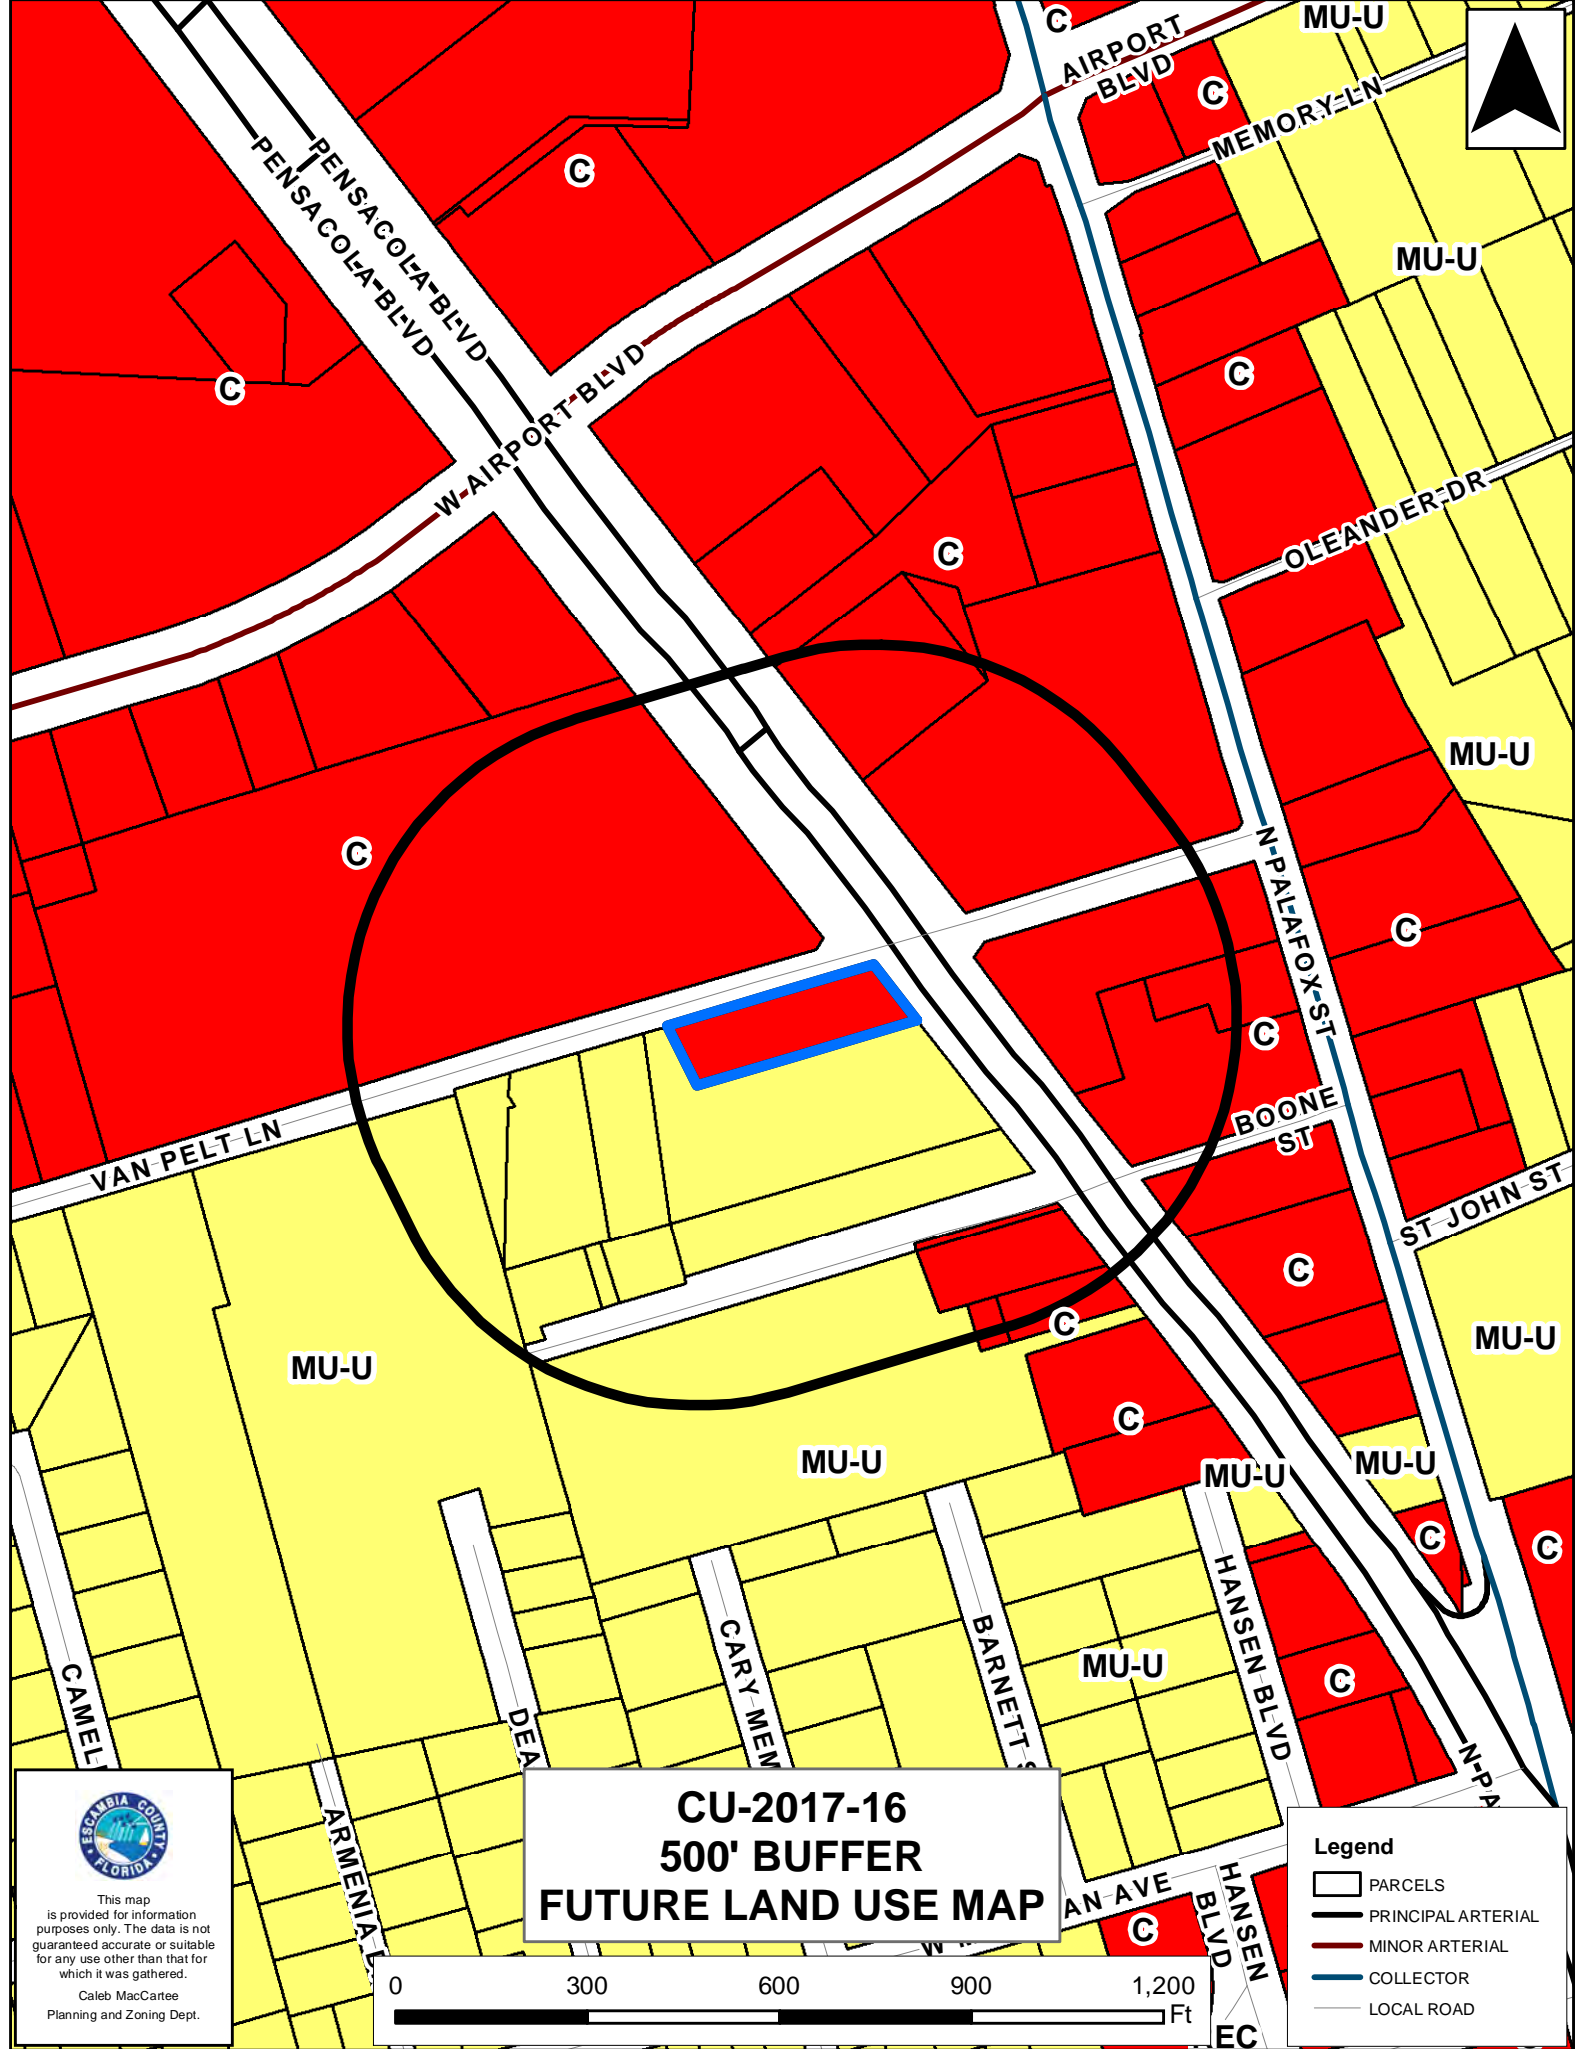 C
AIRPORT
BLVD
MU-U
C
MEMORY LN
PENSACOLA BLVD
PENSACOLA BLVD
C
MU-U
C
W AIRPORT BLVD
C
OLEANDER DR
C
MU-U
C
N PALAFOX ST
C
C
BOONE
ST
VAN PELT LN
ST JOHN ST
C
C
MU-U
MU-U
C
MU-U
MU-U
MU-U
C
C
HANSEN BLVD
BARNETT S
CARY MEM
MU-U
C
CAMEL
DEA
N PA
ARMENIA
CU-2017-16
500' BUFFER
FUTURE LAND USE MAP
AN AVE
W
HANSEN
BLVD
C
EC
ESCAMBIA COUNTY
FLORIDA
This map
is provided for information
purposes only. The data is not
guaranteed accurate or suitable
for any use other than that for
which it was gathered.
Caleb MacCartee
Planning and Zoning Dept.
0 300 600 900 1,200
Ft
Legend
PARCELS
PRINCIPAL ARTERIAL
MINOR ARTERIAL
COLLECTOR
LOCAL ROAD